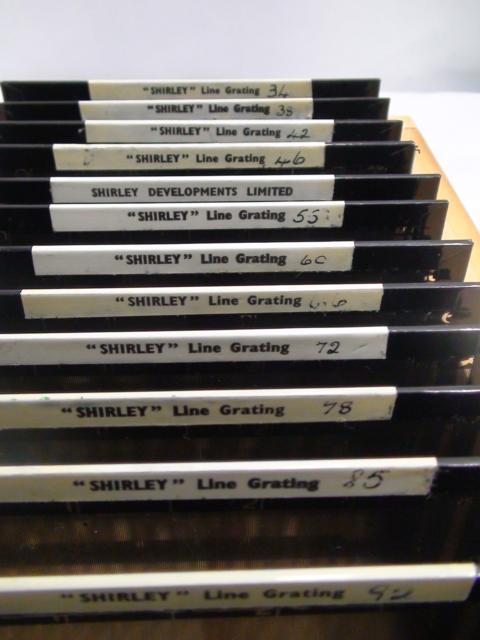 "SHIRLEY" Line Grating 34
"SHIRLEY" Line Grating 38
"SHIRLEY" Line Grating 42
"SHIRLEY" Line Grating 46
SHIRLEY DEVELOPMENTS LIMITED
"SHIRLEY" Line Grating 55
"SHIRLEY" Line Grating 60
"SHIRLEY" Line Grating
"SHIRLEY" Line Grating 72
"SHIRLEY" Line Grating 78
"SHIRLEY" Line Grating 85
"SHIRLEY" Line Grating 92